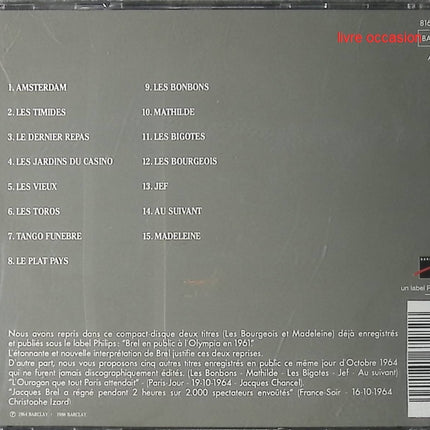 816
livre occasion
BA
1. AMSTERDAM
2. LES TIMIDES
3. LE DERNIER REPAS
4. LES JARDINS DU CASINO
5. LES VIEUX
6. LES TOROS
7. TANGO FUNEBRE
8. LE PLAT PAYS
9. LES BONBONS
10. MATHILDE
11. LES BIGOTES
12. LES BOURGEOIS
13. JEF
14. AU SUIVANT
15. MADELEINE
un label P
Nous avons repris dans ce compact-disque deux titres (Les Bourgeois et Madeleine) déjà enregistrés
et publiés sous le label Philips: "Brel en public à l'Olympia en 1961"
L'étonnante et nouvelle interprétation de Brel justifie ces deux reprises.
D'autre part, nous vous proposons cinq autres titres enregistrés en public ce même jour d'Octobre 1964
qui ne furent jamais discographiquement édités. (Les Bonbons - Mathilde - Les Bigotes - Jef - Au suivant)
"L'Ouragan que tout Paris attendait" - (Paris-Jour - 19-10-1964 - Jacques Chancel).
"Jacques Brel a régné pendant 2 heures sur 2.000 spectateurs envoûtés" (France-Soir - 16-10-1964
Christophe Izard)
℗ 1964 BARCLAY - 1988 BARCLAY